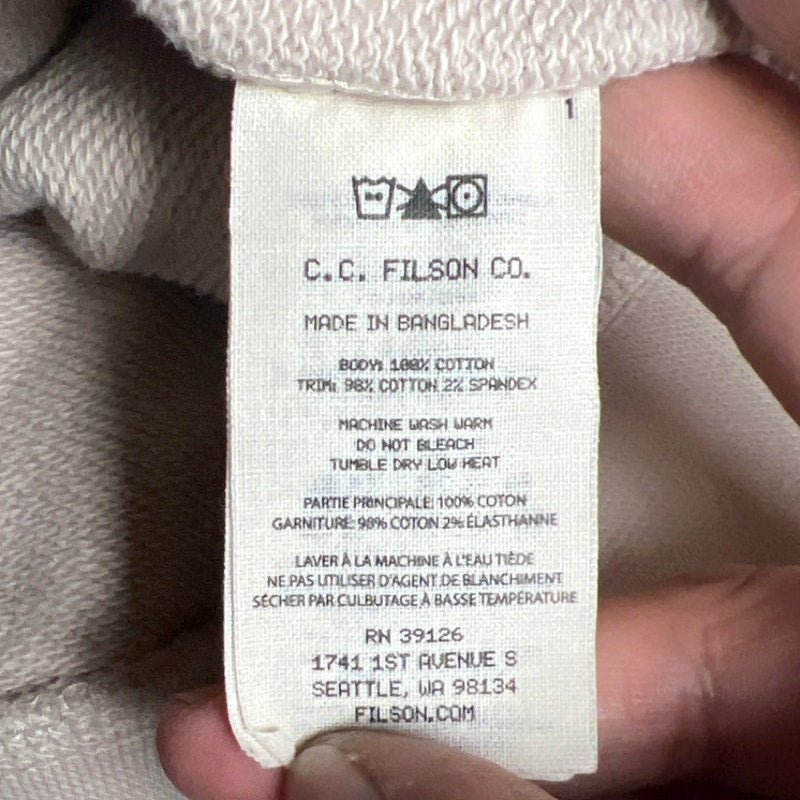 1
C.C. FILSON CO.
MADE IN BANGLADESH
BODY: 100% COTTON
TRIM: 98% COTTON 2% SPANDEX
MACHINE WASH WARM
DO NOT BLEACH
TUMBLE DRY LOW HEAT
PARTIE PRINCIPALE: 100% COTON
GARNITURE: 98% COTON 2% ÉLASTHANNE
LAVER À LA MACHINE À L'EAU TIÈDE
NE PAS UTILISER D'AGENT DE BLANCHIMENT
SÉCHER PAR CULBUTAGE À BASSE TEMPÉRATURE
RN 39126
1741 1ST AVENUE S
SEATTLE, WA 98134
FILSON.COM